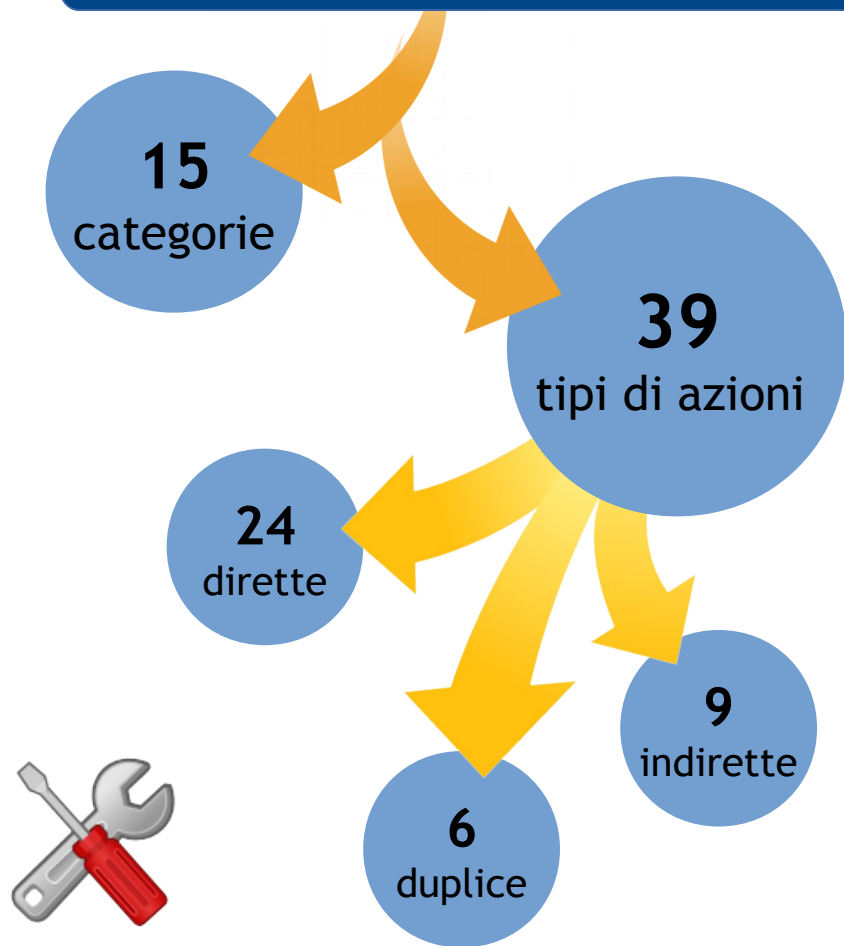 15
categorie
39
tipi di azioni
24
dirette
9
indirette
6
duplice